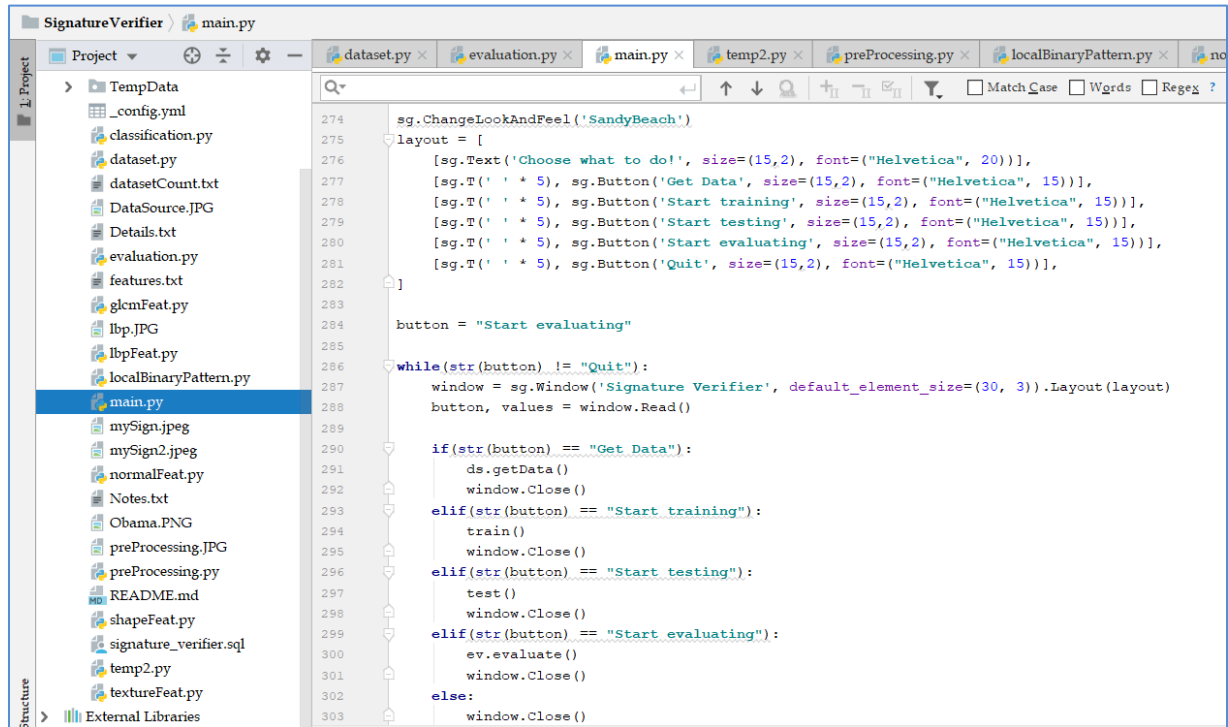 SignatureVerifier main.py
1: Project
Project
dataset.py evaluation.py main.py temp2.py preProcessing.py localBinaryPattern.py no
Match Case Words Regex ?
TempData
_config.yml
classification.py
dataset.py
datasetCount.txt
DataSource.JPG
Details.txt
evaluation.py
features.txt
glcmFeat.py
lbp.JPG
lbpFeat.py
localBinaryPattern.py
main.py
mySign.jpeg
mySign2.jpeg
normalFeat.py
Notes.txt
Obama.PNG
preProcessing.JPG
preProcessing.py
README.md
shapeFeat.py
signature_verifier.sql
temp2.py
textureFeat.py
External Libraries
Structure
274 sg.ChangeLookAndFeel('SandyBeach')
275 layout = [
276 [sg.Text('Choose what to do!', size=(15,2), font=("Helvetica", 20))],
277 [sg.T(' ' * 5), sg.Button('Get Data', size=(15,2), font=("Helvetica", 15))],
278 [sg.T(' ' * 5), sg.Button('Start training', size=(15,2), font=("Helvetica", 15))],
279 [sg.T(' ' * 5), sg.Button('Start testing', size=(15,2), font=("Helvetica", 15))],
280 [sg.T(' ' * 5), sg.Button('Start evaluating', size=(15,2), font=("Helvetica", 15))],
281 [sg.T(' ' * 5), sg.Button('Quit', size=(15,2), font=("Helvetica", 15))],
282 ]
283
284 button = "Start evaluating"
285
286 while(str(button) != "Quit"):
287 window = sg.Window('Signature Verifier', default_element_size=(30, 3)).Layout(layout)
288 button, values = window.Read()
289
290 if(str(button) == "Get Data"):
291 ds.getData()
292 window.Close()
293 elif(str(button) == "Start training"):
294 train()
295 window.Close()
296 elif(str(button) == "Start testing"):
297 test()
298 window.Close()
299 elif(str(button) == "Start evaluating"):
300 ev.evaluate()
301 window.Close()
302 else:
303 window.Close()